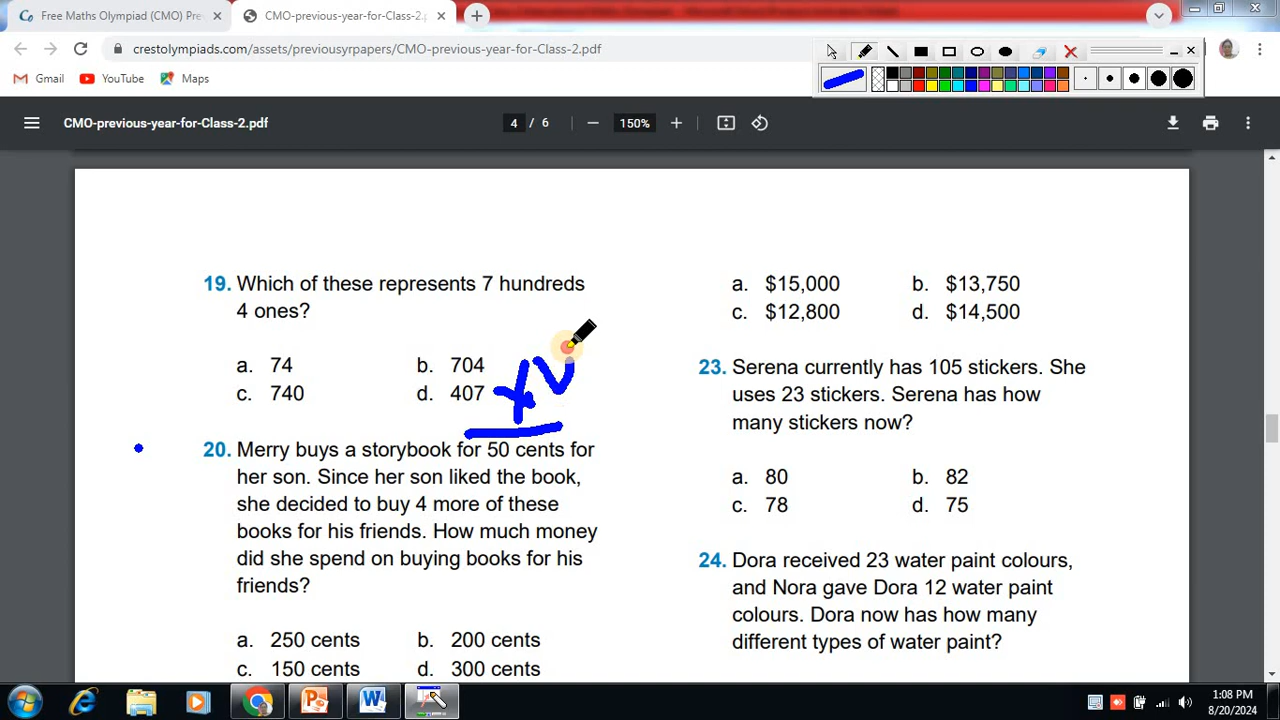 Free Maths Olympiad (CMO) Prev
CMO-previous-year-for-Class-2.pdf
crestolympiads.com/assets/previousyrpapers/CMO-previous-year-for-Class-2.pdf
Gmail
YouTube
Maps
CMO-previous-year-for-Class-2.pdf
4 / 6
150%
19. Which of these represents 7 hundreds
4 ones?
a. 74 b. 704
c. 740 d. 407
20. Merry buys a storybook for 50 cents for
her son. Since her son liked the book,
she decided to buy 4 more of these
books for his friends. How much money
did she spend on buying books for his
friends?
a. 250 cents b. 200 cents
c. 150 cents d. 300 cents
a. $15,000 b. $13,750
c. $12,800 d. $14,500
23. Serena currently has 105 stickers. She
uses 23 stickers. Serena has how
many stickers now?
a. 80 b. 82
c. 78 d. 75
24. Dora received 23 water paint colours,
and Nora gave Dora 12 water paint
colours. Dora now has how many
different types of water paint?
1:08 PM
8/20/2024